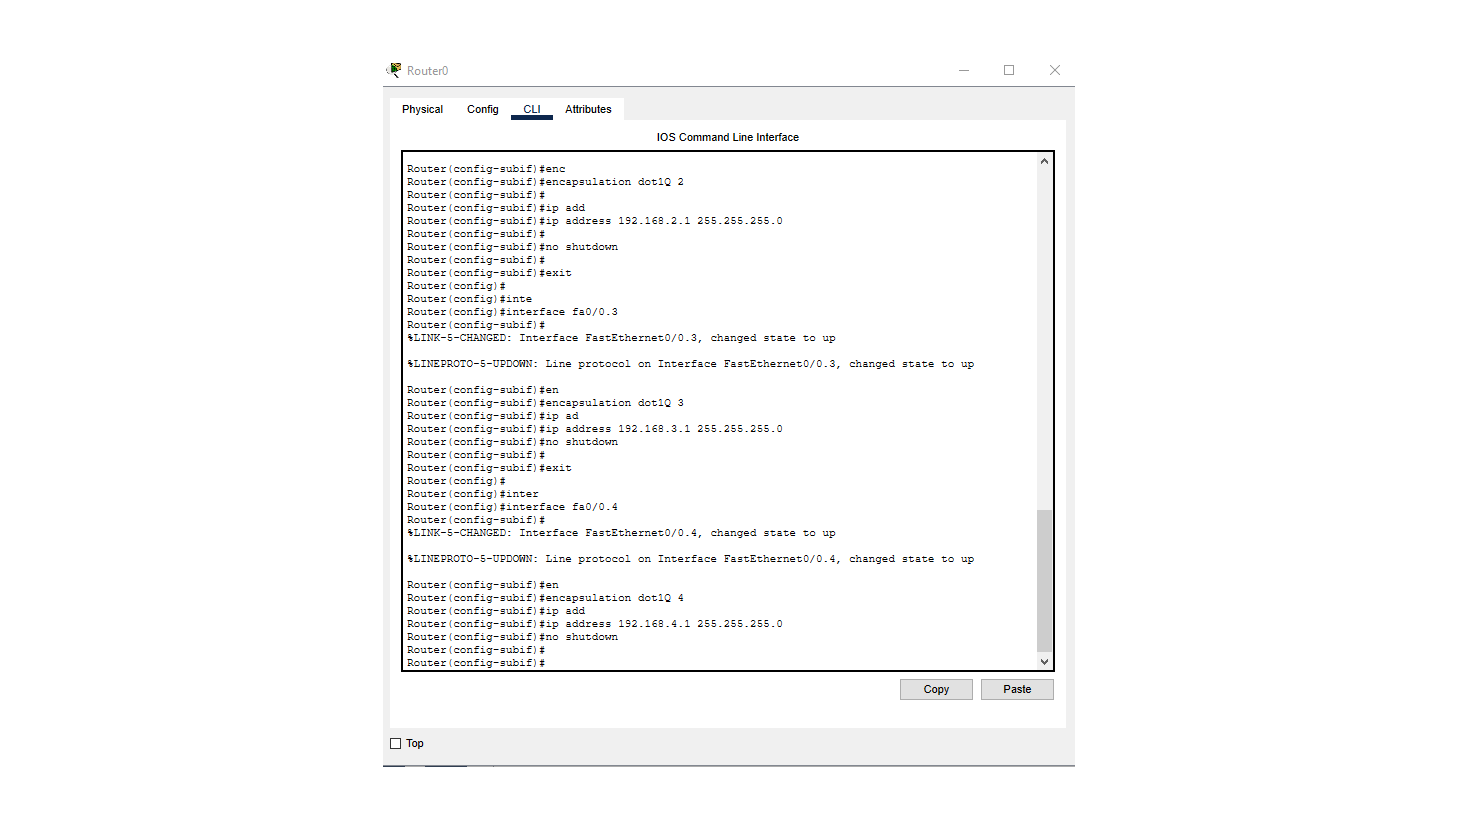 Router0
Physical Config CLI Attributes
IOS Command Line Interface
Router(config-subif)#enc
Router(config-subif)#encapsulation dot1Q 2
Router(config-subif)#
Router(config-subif)#ip add
Router(config-subif)#ip address 192.168.2.1 255.255.255.0
Router(config-subif)#
Router(config-subif)#no shutdown
Router(config-subif)#
Router(config-subif)#exit
Router(config)#
Router(config)#inte
Router(config)#interface fa0/0.3
Router(config-subif)#
%LINK-5-CHANGED: Interface FastEthernet0/0.3, changed state to up
%LINEPROTO-5-UPDOWN: Line protocol on Interface FastEthernet0/0.3, changed state to up
Router(config-subif)#en
Router(config-subif)#encapsulation dot1Q 3
Router(config-subif)#ip ad
Router(config-subif)#ip address 192.168.3.1 255.255.255.0
Router(config-subif)#no shutdown
Router(config-subif)#
Router(config-subif)#exit
Router(config)#
Router(config)#inter
Router(config)#interface fa0/0.4
Router(config-subif)#
%LINK-5-CHANGED: Interface FastEthernet0/0.4, changed state to up
%LINEPROTO-5-UPDOWN: Line protocol on Interface FastEthernet0/0.4, changed state to up
Router(config-subif)#en
Router(config-subif)#encapsulation dot1Q 4
Router(config-subif)#ip add
Router(config-subif)#ip address 192.168.4.1 255.255.255.0
Router(config-subif)#no shutdown
Router(config-subif)#
Router(config-subif)#
Copy Paste
Top